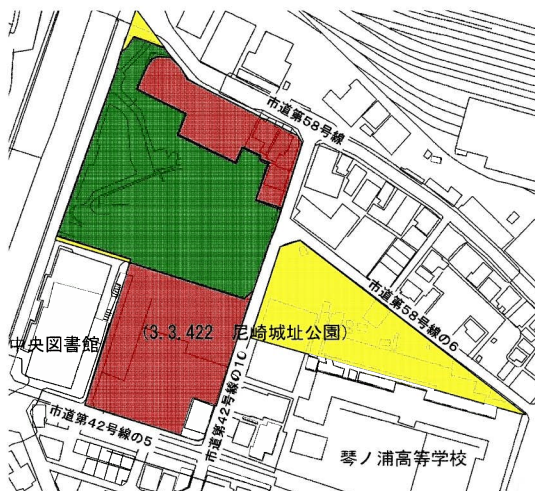 市道第58号線
市道第58号線の6
(3.3.422 尼崎城址公園)
中央図書館
市道第42号線の10
市道第42号線の5
琴ノ浦高等学校